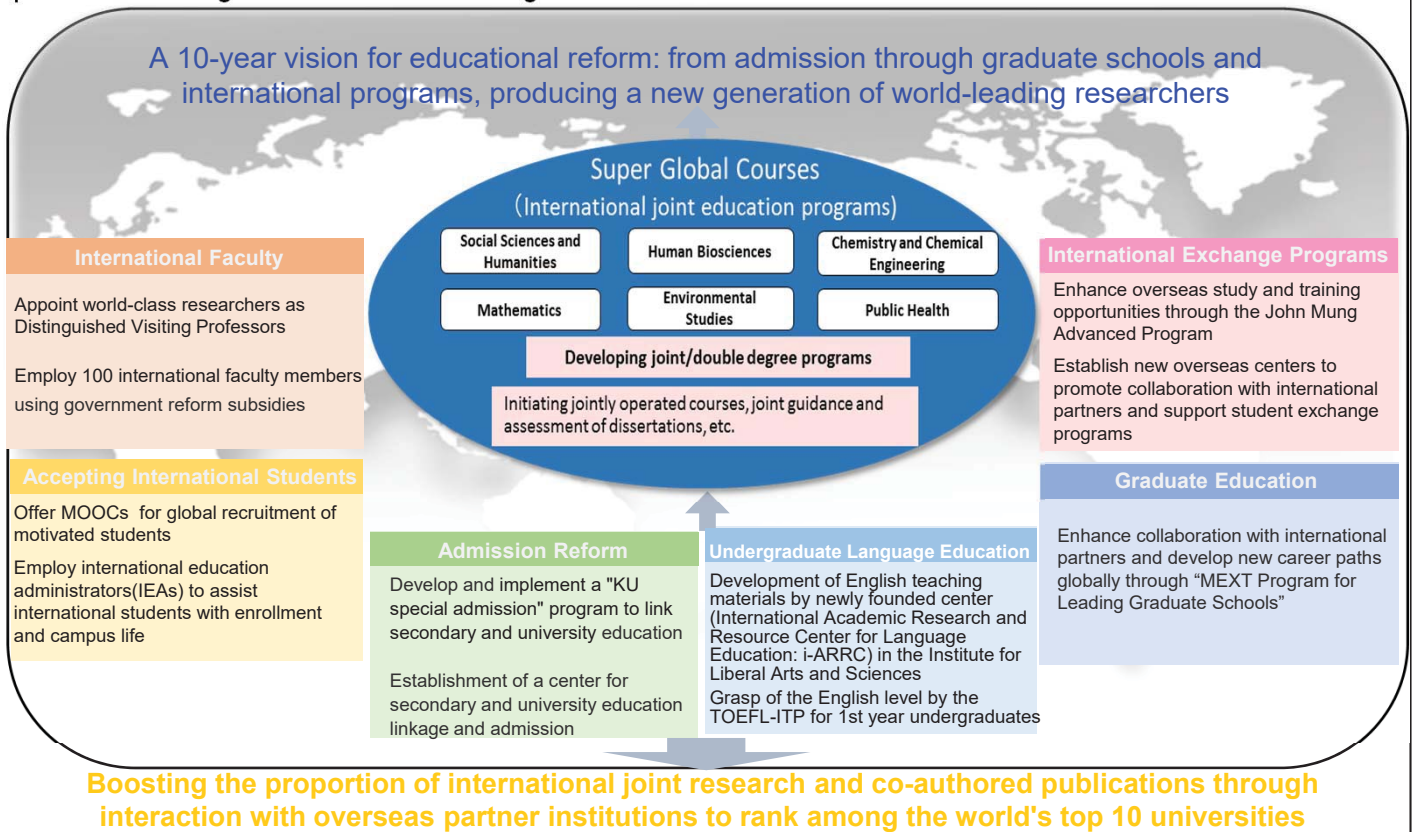 A 10-year vision for educational reform: from admission through graduate schools and
international programs, producing a new generation of world-leading researchers
Super Global Courses
(International joint education programs)
Social Sciences and
Humanities
Human Biosciences
Chemistry and Chemical
Engineering
Mathematics
Environmental
Studies
Public Health
Developing joint/double degree programs
Initiating jointly operated courses, joint guidance and
assessment of dissertations, etc.
International Faculty
Appoint world-class researchers as
Distinguished Visiting Professors
Employ 100 international faculty members
using government reform subsidies
Accepting International Students
Offer MOOCs for global recruitment of
motivated students
Employ international education
administrators(IEAs) to assist
international students with enrollment
and campus life
Admission Reform
Develop and implement a "KU
special admission" program to link
secondary and university education
Establishment of a center for
secondary and university education
linkage and admission
Undergraduate Language Education
Development of English teaching
materials by newly founded center
(International Academic Research and
Resource Center for Language
Education: i-ARRC) in the Institute for
Liberal Arts and Sciences
Grasp of the English level by the
TOEFL-ITP for 1st year undergraduates
International Exchange Programs
Enhance overseas study and training
opportunities through the John Mung
Advanced Program
Establish new overseas centers to
promote collaboration with international
partners and support student exchange
programs
Graduate Education
Enhance collaboration with international
partners and develop new career paths
globally through “MEXT Program for
Leading Graduate Schools”
Boosting the proportion of international joint research and co-authored publications through
interaction with overseas partner institutions to rank among the world's top 10 universities